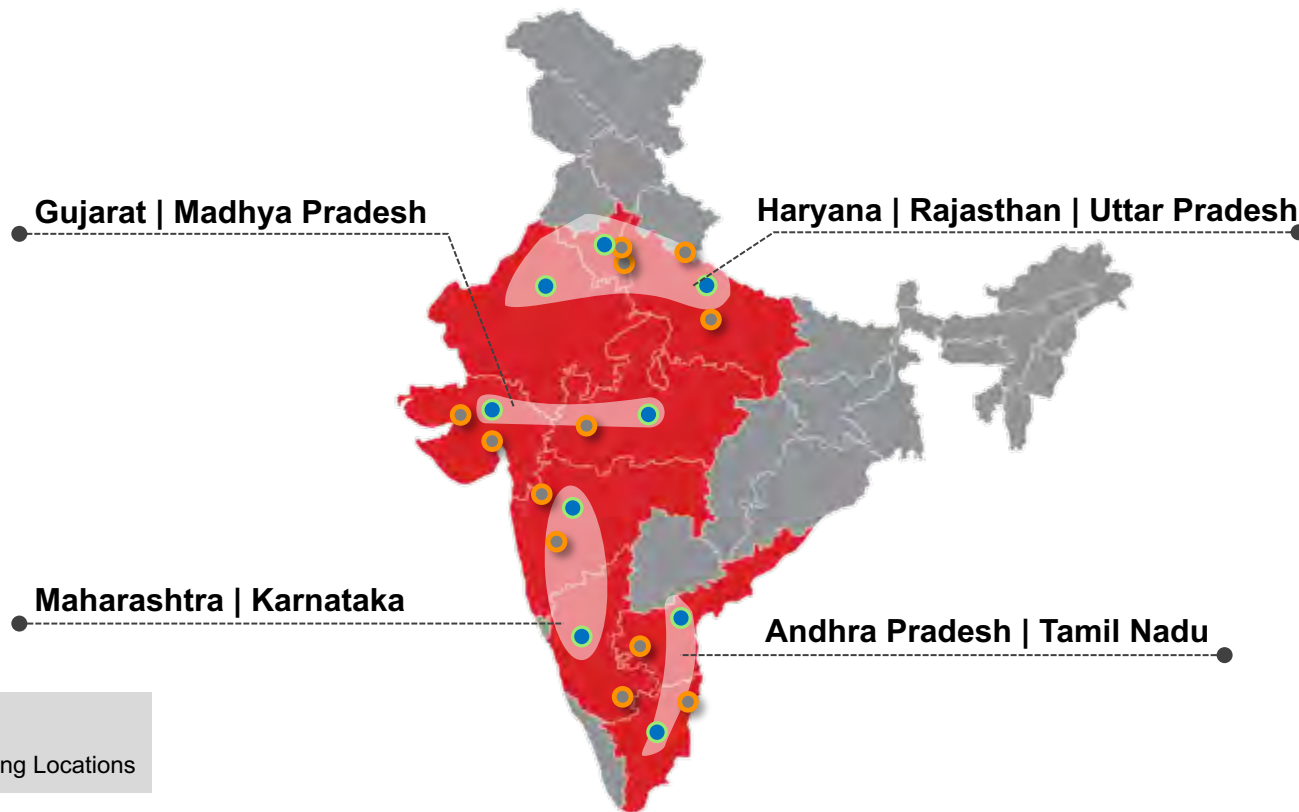 Gujarat | Madhya Pradesh
Haryana | Rajasthan | Uttar Pradesh
Maharashtra | Karnataka
Andhra Pradesh | Tamil Nadu
ng Locations